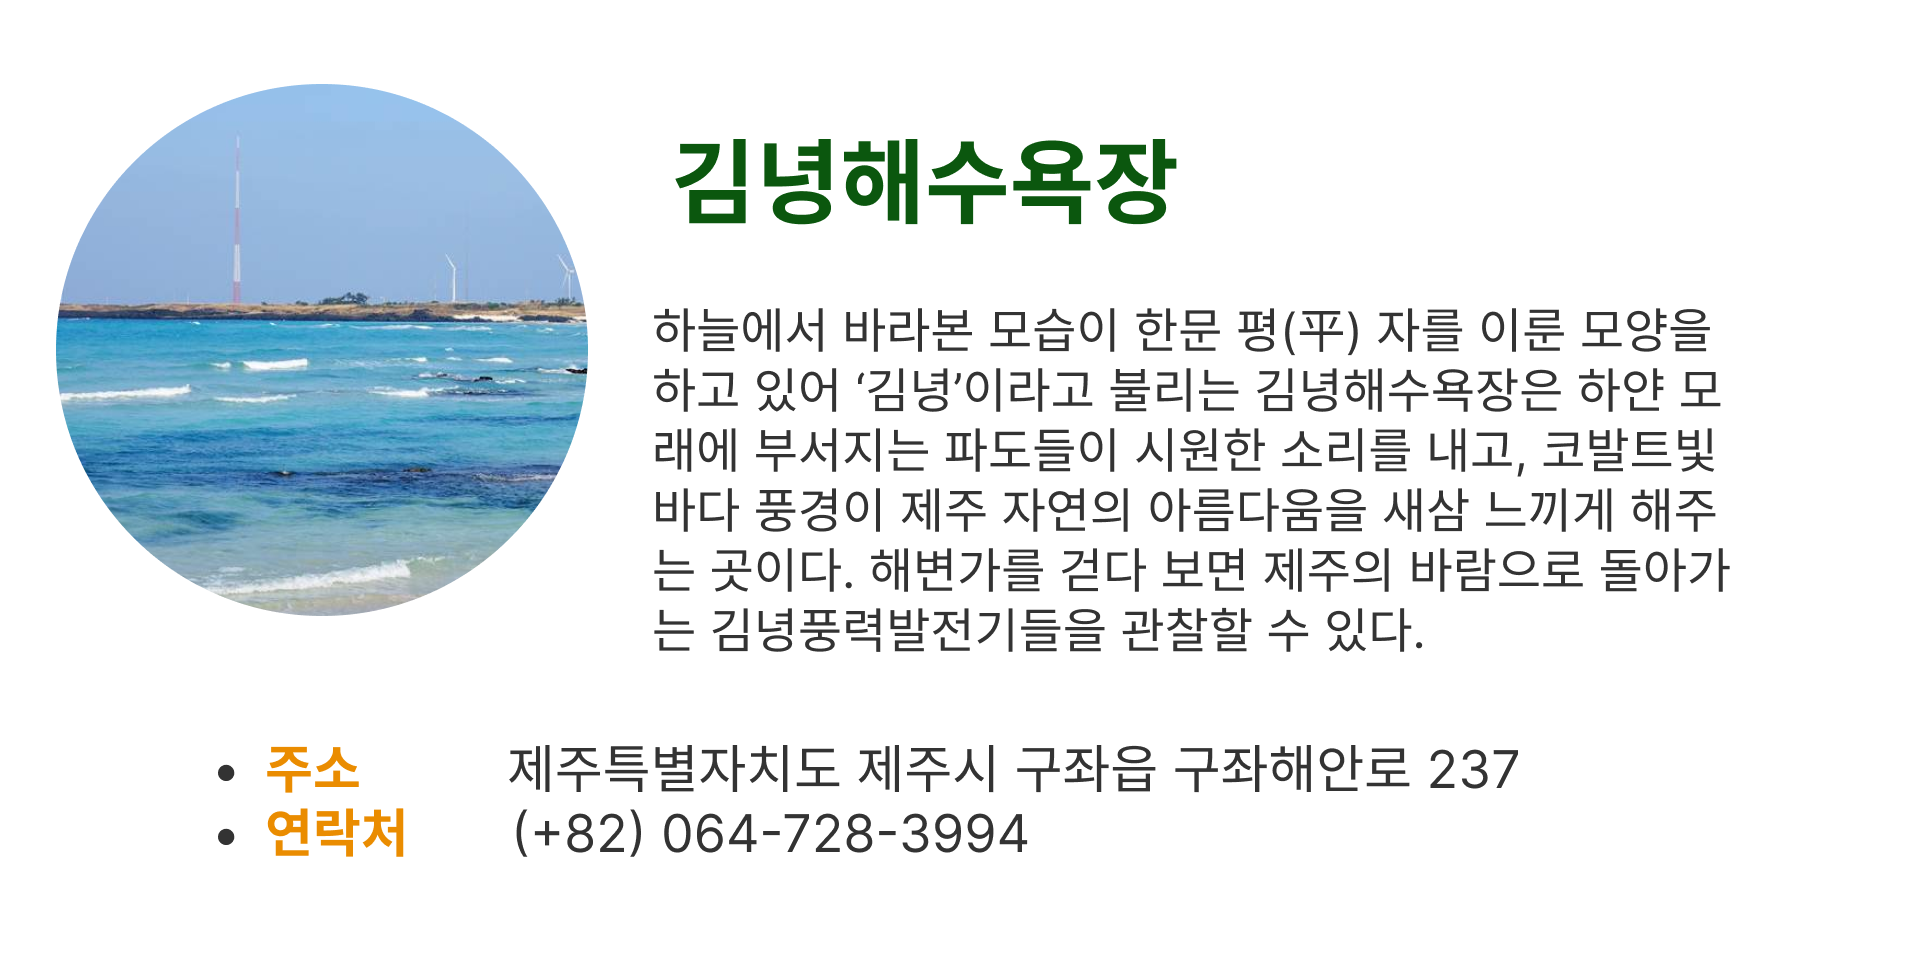 김녕해수욕장
하늘에서 바라본 모습이 한문 평(平) 자를 이룬 모양을
하고 있어 ‘김녕’이라고 불리는 김녕해수욕장은 하얀 모
래에 부서지는 파도들이 시원한 소리를 내고, 코발트빛
바다 풍경이 제주 자연의 아름다움을 새삼 느끼게 해주
는 곳이다. 해변가를 걷다 보면 제주의 바람으로 돌아가
는 김녕풍력발전기들을 관찰할 수 있다.
• 주소 제주특별자치도 제주시 구좌읍 구좌해안로 237
• 연락처 (+82) 064-728-3994